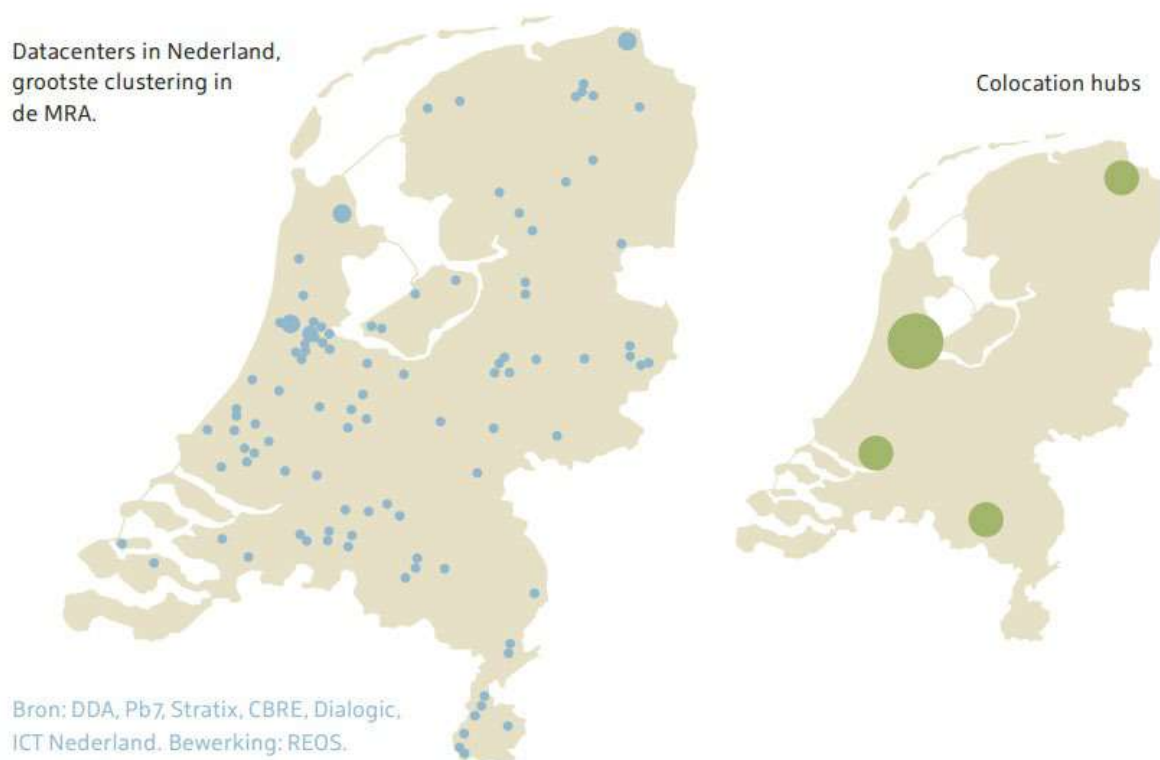 Datacenters in Nederland,
grootste clustering in
de MRA.
Colocation hubs
Bron: DDA, Pb7, Stratix, CBRE, Dialogic,
ICT Nederland. Bewerking: REOS.